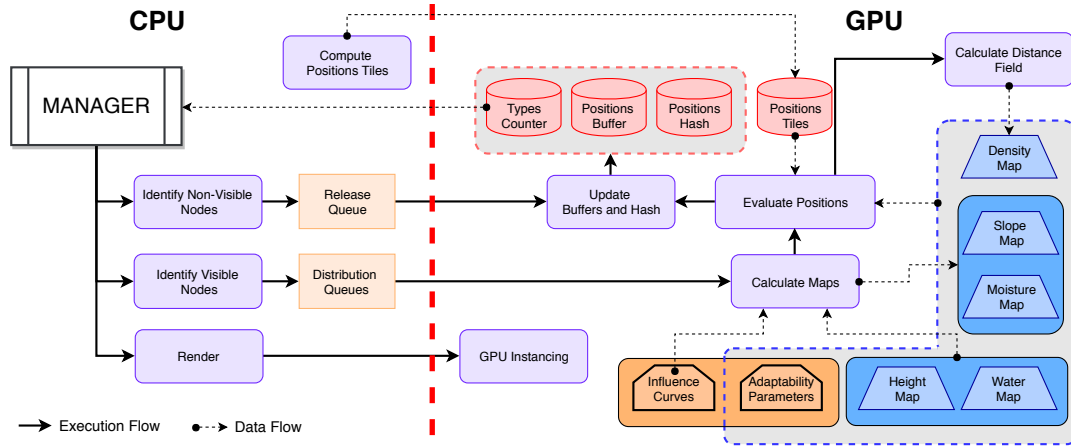 CPU
GPU
Compute
Positions Tiles
Calculate Distance
Field
MANAGER
Types
Counter
Positions
Buffer
Positions
Hash
Positions
Tiles
Density
Map
Identify Non-Visible
Nodes
Release
Queue
Update
Buffers and Hash
Evaluate Positions
Slope
Map
Identify Visible
Nodes
Distribution
Queues
Calculate Maps
Moisture
Map
Render
GPU Instancing
Influence
Curves
Adaptability
Parameters
Height
Map
Water
Map
Execution Flow
Data Flow